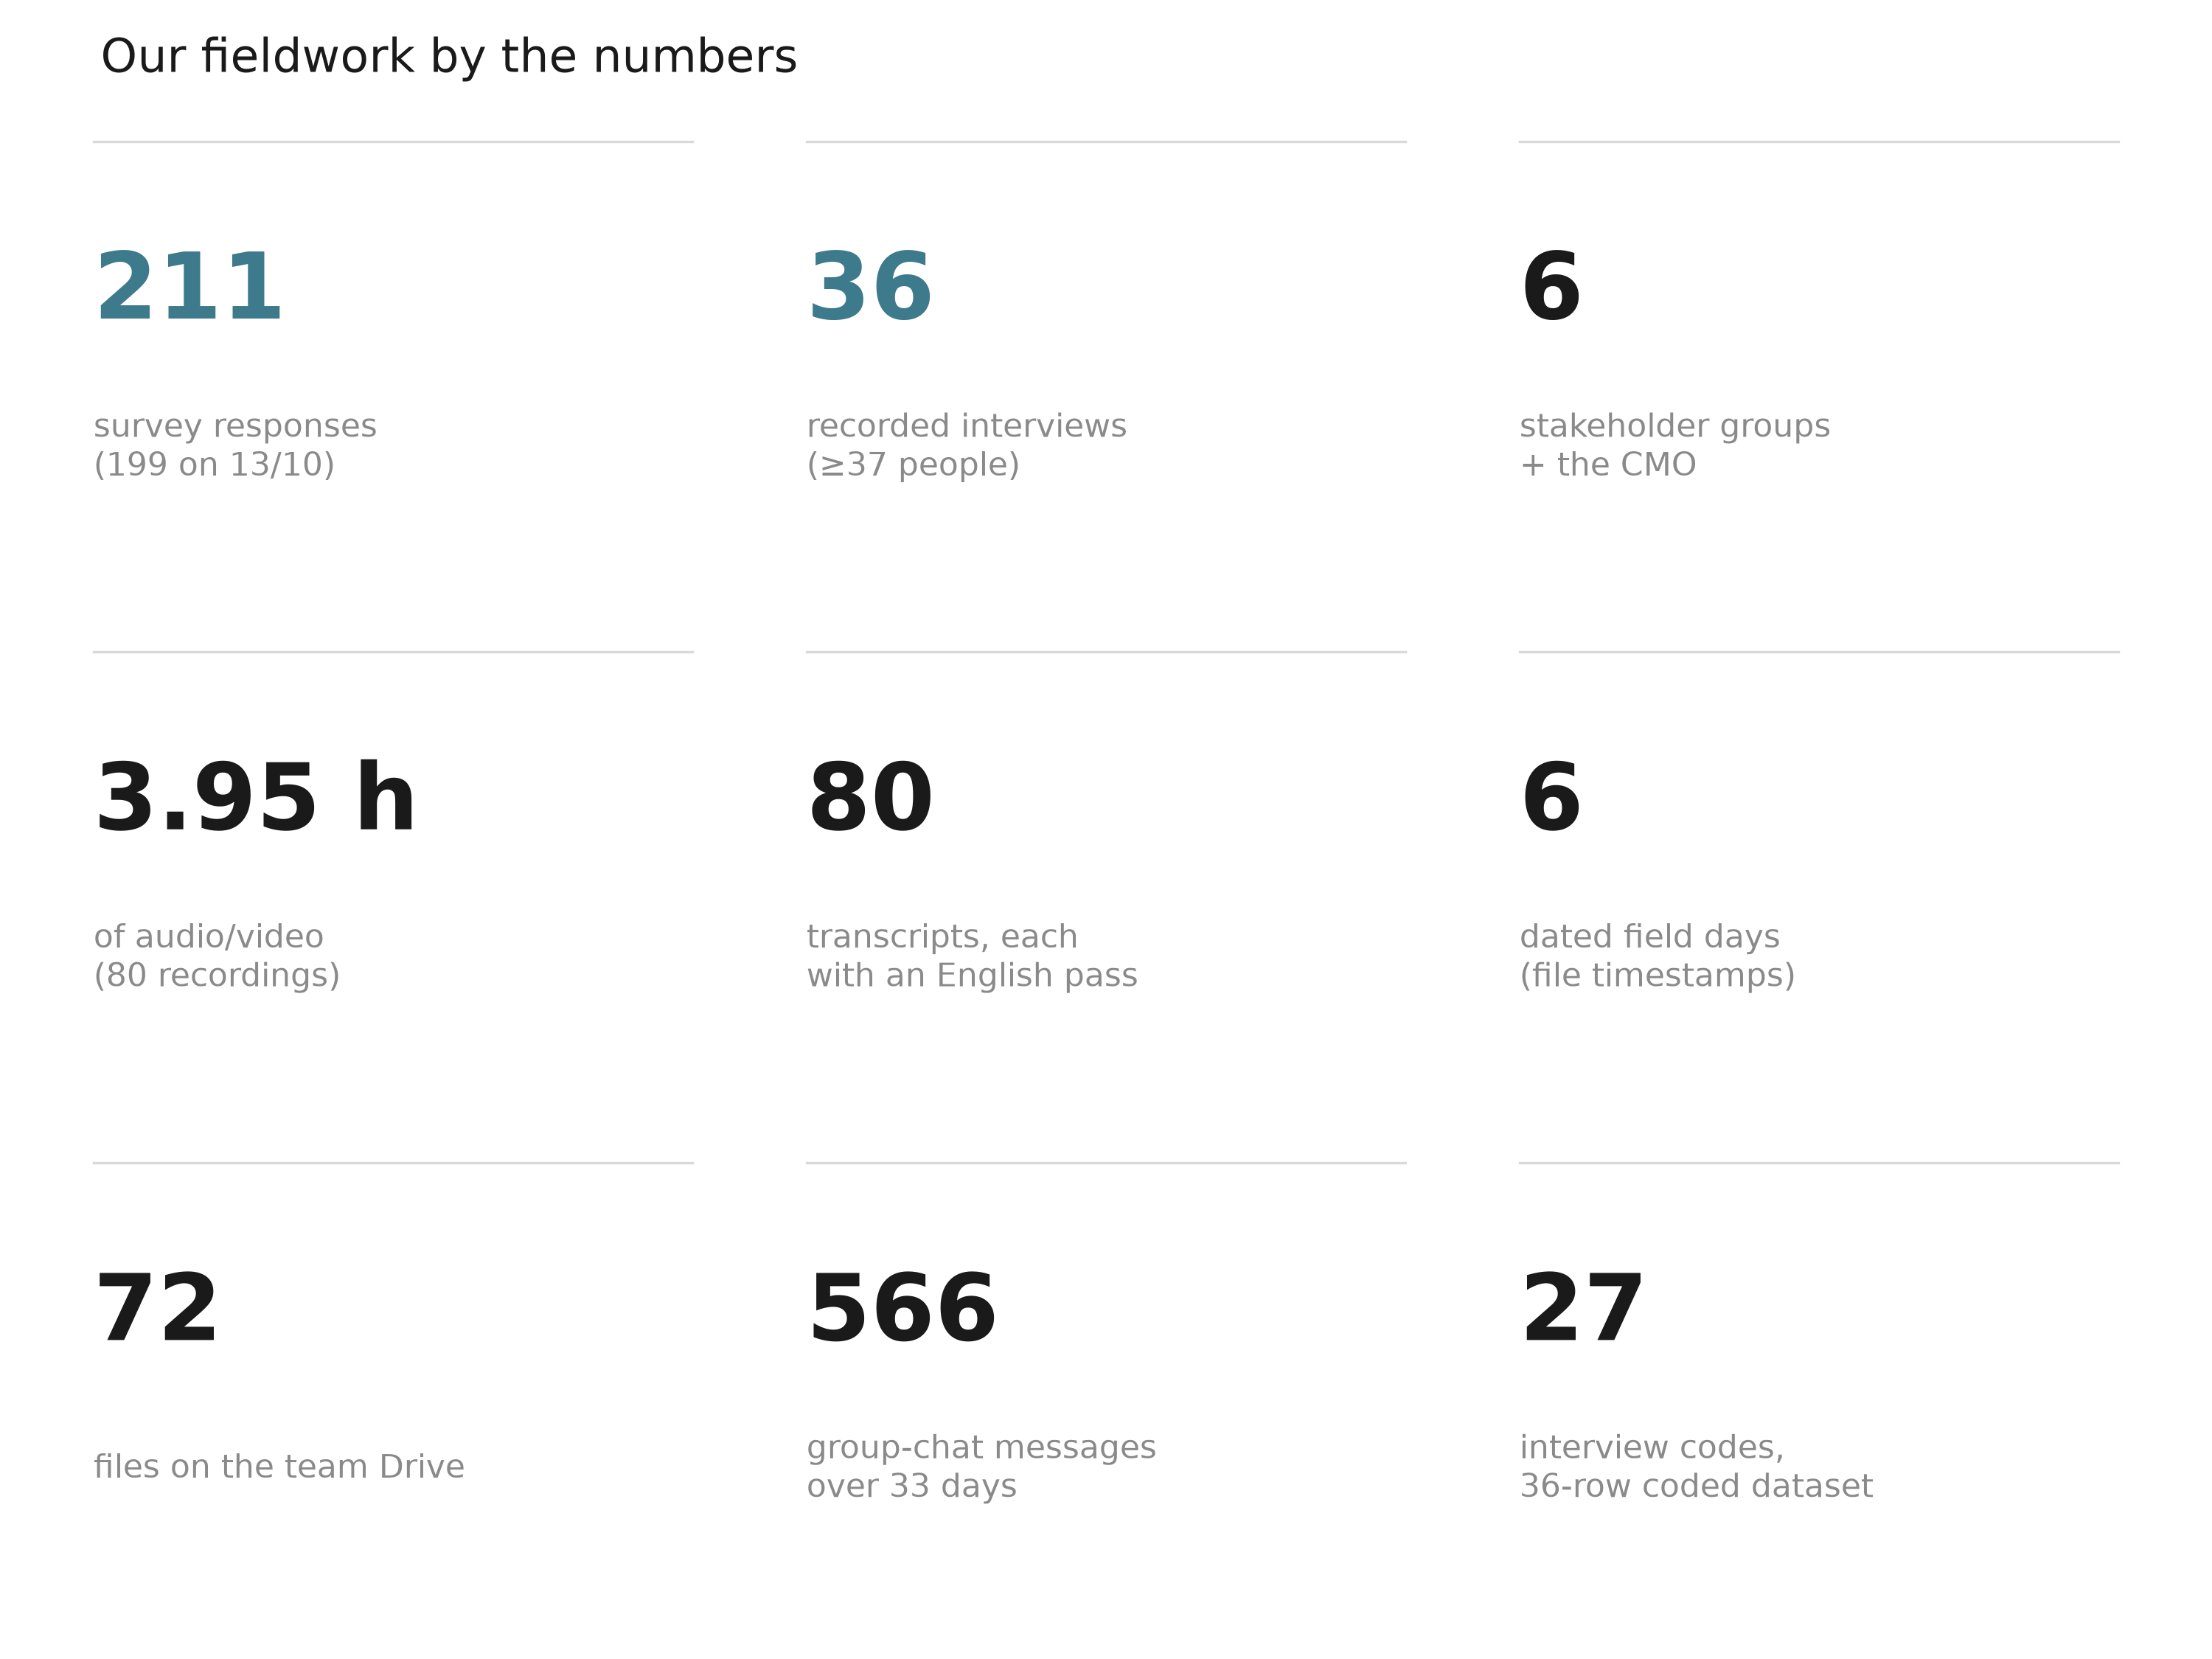 Our fieldwork by the numbers
211
survey responses
(199 on 13/10)
36
recorded interviews
(≥37 people)
6
stakeholder groups
+ the CMO
3.95 h
of audio/video
(80 recordings)
80
transcripts, each
with an English pass
6
dated field days
(file timestamps)
72
files on the team Drive
566
group-chat messages
over 33 days
27
interview codes,
36-row coded dataset